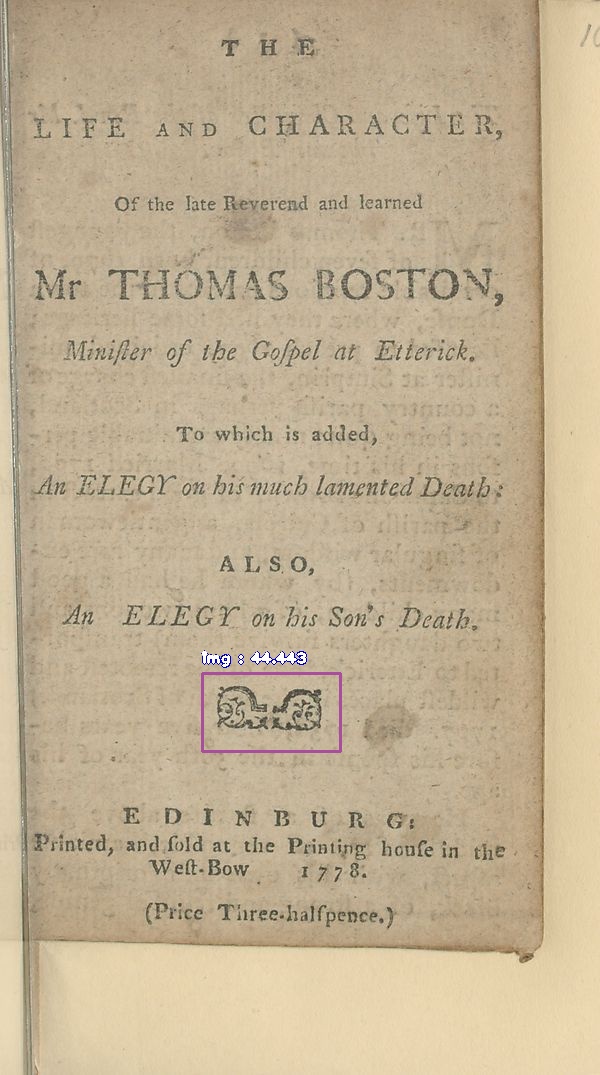 THE
LIFE AND CHARACTER,
Of the late Reverend and learned
Mr THOMAS BOSTON,
Miniſter of the Goſpel at Etterick.
To which is added,
An ELEGY on his much lamented Death:
ALSO,
An ELEGY on his Son's Death.
img : 44.443
EDINBURG:
Printed, and ſold at the Printing houſe in the
Weſt-Bow 1778.
(Price Three-halfpence.)